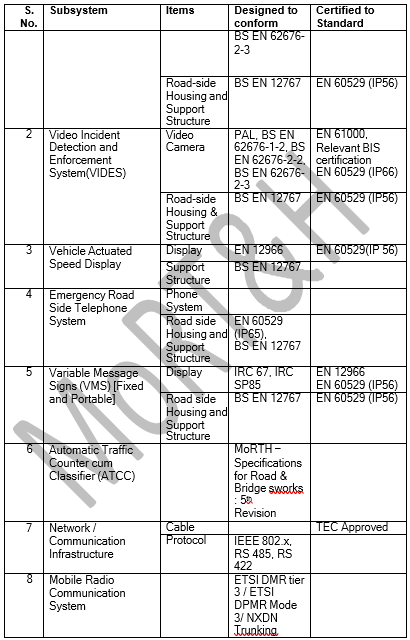 S. No. Subsystem Items Designed to conform Certified to Standard
BS EN 62676-
2-3
Road-side BS EN 12767 EN 60529 (IP56)
Housing and
Support
Structure
2 Video Incident Video PAL, BS EN EN 61000,
Detection and Camera 62676-1-2, BS Relevant BIS
Enforcement EN 62676-2-2, certification
System(VIDES) BS EN 62676- EN 60529 (IP66)
2-3
Road-side BS EN 12767 EN 60529 (IP56)
Housing &
Support
Structure
3 Vehicle Actuated Display EN 12966 EN 60529(IP 56)
Speed Display Support BS EN 12767
Structure
4 Emergency Road Phone
Side Telephone System
System Road side EN 60529
Housing and (IP65),
Support BS EN 12767
Structure
5 Variable Message Display IRC 67, IRC EN 12966
Signs (VMS) [Fixed SP85 EN 60529 (IP56)
and Portable] Road side BS EN 12767 EN 60529 (IP56)
Housing and
Support
Structure
6 Automatic Traffic MoRTH –
Counter cum Specifications
Classifier (ATCC) for Road &
Bridge sworks
: 5th
Revision
7 Network / Cable TEC Approved
Communication Protocol IEEE 802.x,
Infrastructure RS 485, RS
422
8 Mobile Radio ETSI DMR tier
Communication 3 / ETSI
System DPMR Mode
3/ NXDN
Trunking
MoRT&H